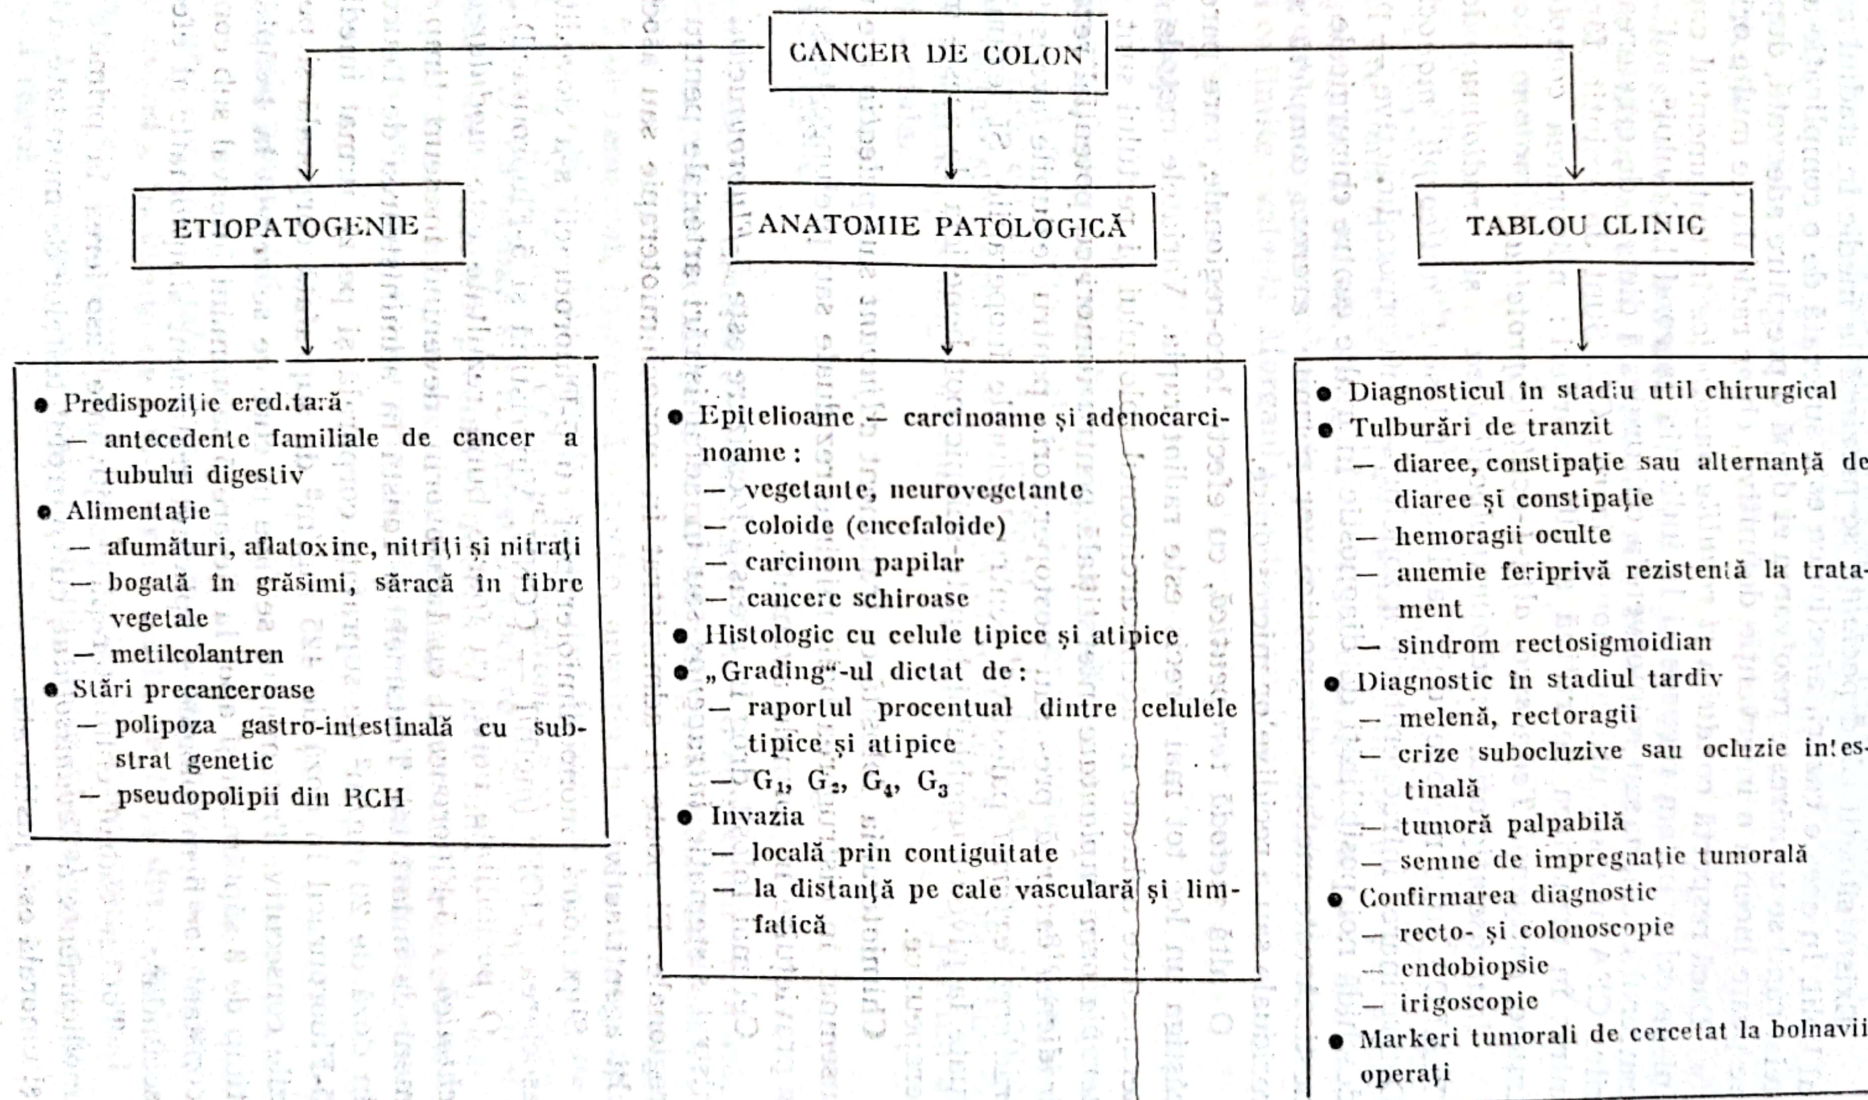 CANCER DE COLON
ETIOPATOGENIE
ANATOMIE PATOLOGICĂ
TABLOU CLINIC
● Predispoziție ered.tară
— antecedente familiale de cancer a
tubului digestiv
● Alimentație
— afumături, aflatoxine, nitriți și nitrați
— bogată în grăsimi, săracă în fibre
vegetale
— metilcolantren
● Stări precanceroase
— polipoza gastro-intestinală cu sub-
strat genetic
— pseudopolipii din RCH
● Epitelioame — carcinoame și adenocarci-
noame :
— vegetante, neurovegetante
— coloide (encefaloide)
— carcinom papilar
— cancere schiroase
● Histologic cu celule tipice și atipice
● „Grading“-ul dictat de :
— raportul procentual dintre celulele
tipice și atipice
— G₁, G₂, G₄, G₃
● Invazia
— locală prin contiguitate
— la distanță pe cale vasculară și lim-
fatică
● Diagnosticul în stadiu util chirurgical
● Tulburări de tranzit
— diaree, constipație sau alternanță de
diaree și constipație
— hemoragii oculte
— anemie feriprivă rezistentă la trata-
ment
— sindrom rectosigmoidian
● Diagnostic în stadiul tardiv
— melenă, rectoragii
— crize subocluzive sau ocluzie intes-
tinală
— tumoră palpabilă
— semne de impregnație tumorală
● Confirmarea diagnostic
— recto- și colonoscopie
— endobiopsie
— irigoscopie
● Markeri tumorali de cercetat la bolnavii
operați